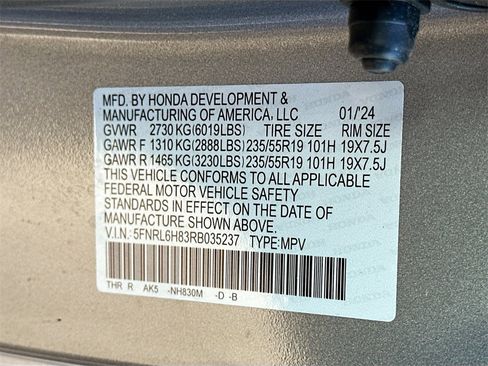 MFD. BY HONDA DEVELOPMENT &
MANUFACTURING OF AMERICA, LLC 01/'24
GVWR 2730 KG(6019LBS) TIRE SIZE RIM SIZE
GAWR F 1310 KG(2888LBS) 235/55R19 101H 19X7.5J
GAWR R 1465 KG(3230LBS) 235/55R19 101H 19X7.5J
THIS VEHICLE CONFORMS TO ALL APPLICABLE
FEDERAL MOTOR VEHICLE SAFETY
STANDARDS IN EFFECT ON THE DATE OF
MANUFACTURE SHOWN ABOVE.
V.I.N.: 5FNRL6H83RB035237 TYPE:MPV
THR R AK5 -NH830M -D -B